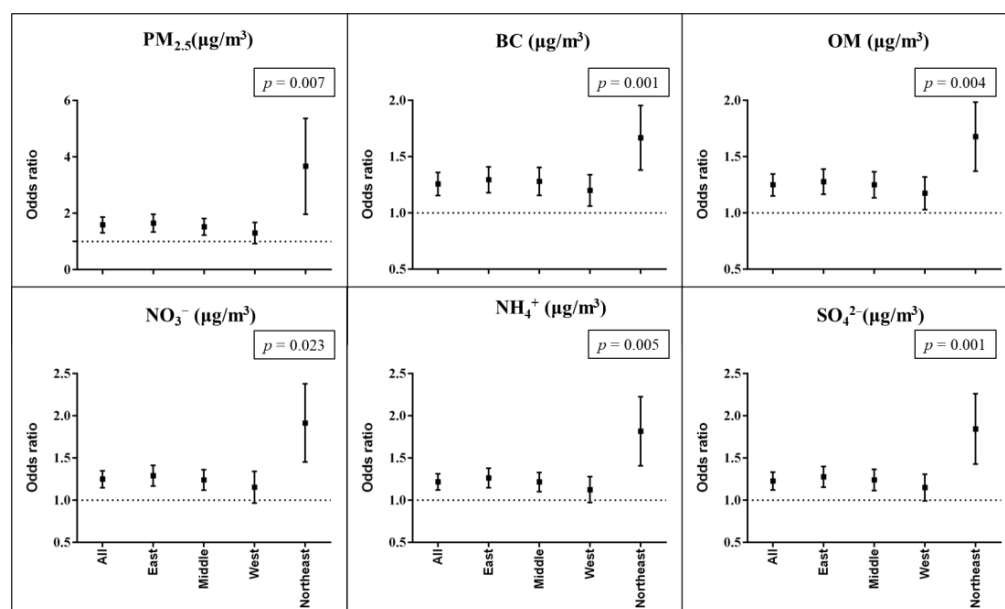 PM₂.₅(μg/m³)
p = 0.007
Odds ratio
6
4
2
0
BC (μg/m³)
p = 0.001
Odds ratio
2.0
1.5
1.0
0.5
OM (μg/m³)
p = 0.004
Odds ratio
2.0
1.5
1.0
0.5
NO₃⁻ (μg/m³)
p = 0.023
Odds ratio
2.5
2.0
1.5
1.0
0.5
All
East
Middle
West
Northeast
NH₄⁺ (μg/m³)
p = 0.005
Odds ratio
2.5
2.0
1.5
1.0
0.5
All
East
Middle
West
Northeast
SO₄²⁻(μg/m³)
p = 0.001
Odds ratio
2.5
2.0
1.5
1.0
0.5
All
East
Middle
West
Northeast